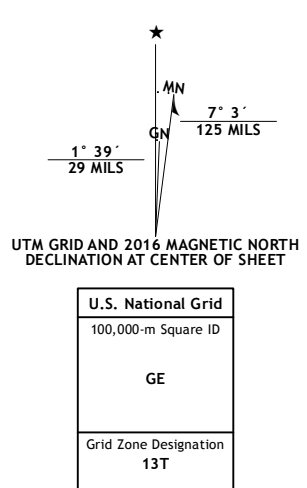 MN
GN
7° 3´
125 MILS
1° 39´
29 MILS
UTM GRID AND 2016 MAGNETIC NORTH
DECLINATION AT CENTER OF SHEET
U.S. National Grid
100,000-m Square ID
GE
Grid Zone Designation
13T